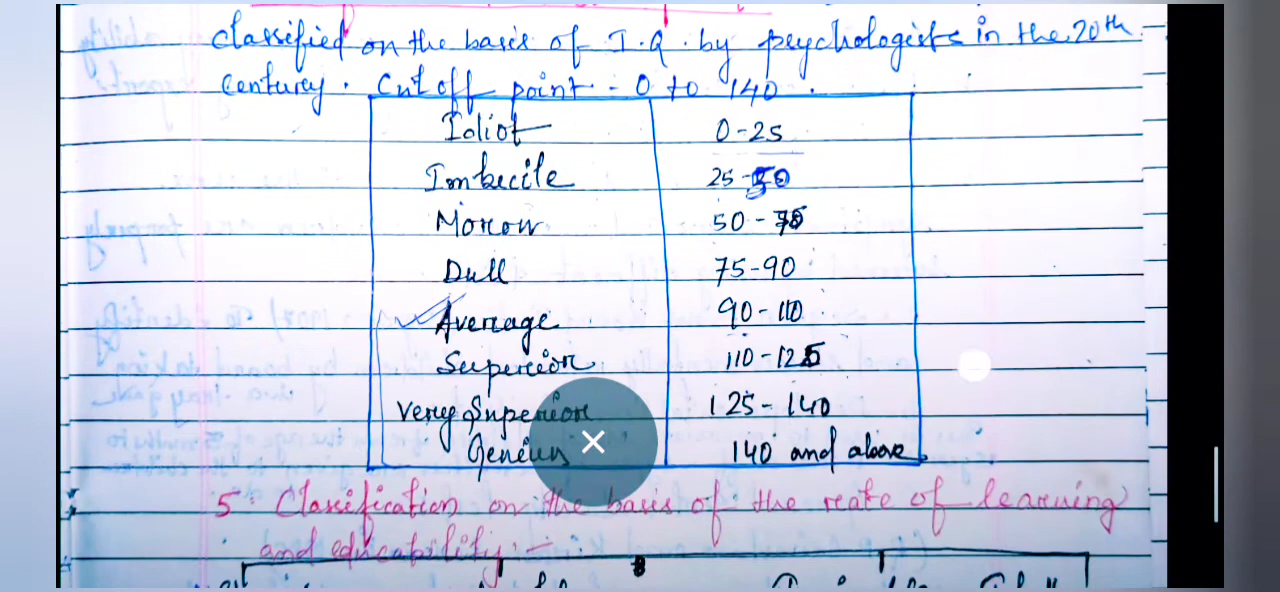 classified on the basis of I.Q. by psychologists in the 20th
century. Cut off point - 0 to 140.
Idiot 0-25
Imbecile 25-50
Moron 50-75
Dull 75-90
Average 90-110
Superior 110-125
Very Superior 125-140
Genius 140 and above.
5. Classification on the basis of the rate of learning
and educability :-